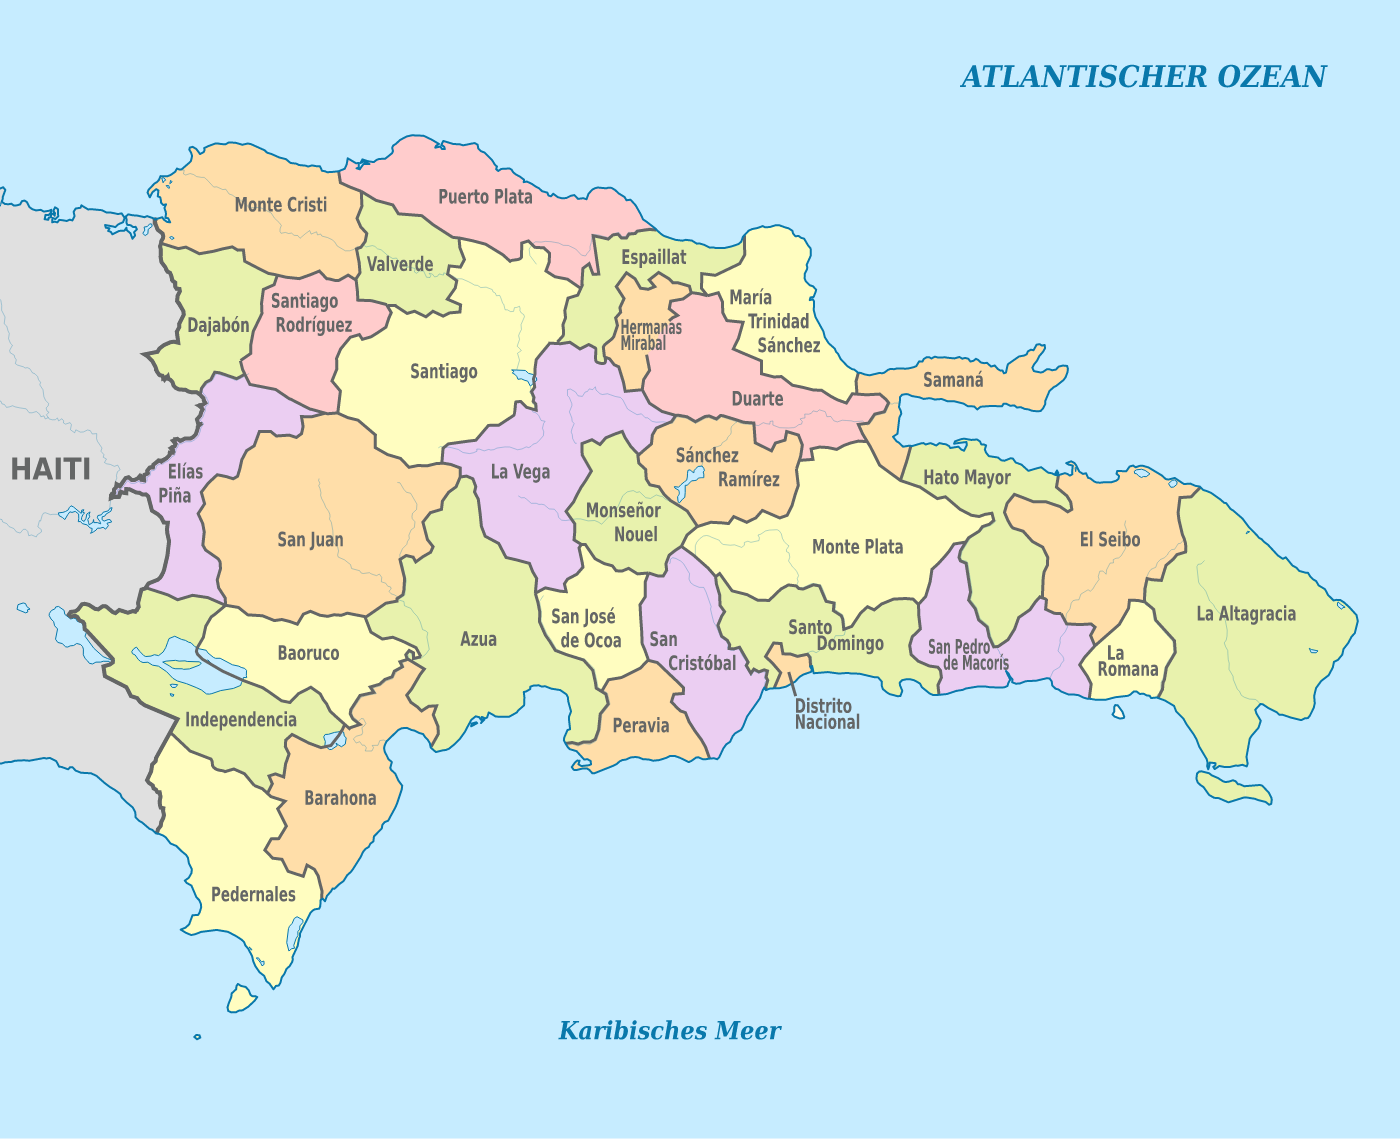 ATLANTISCHER OZEAN
Puerto Plata
Monte Cristi
Espaillat
Valverde
María
Trinidad
Sánchez
Santiago
Rodríguez
Dajabón
Hermanas
Mirabal
Santiago
Samaná
Duarte
HAITI
Elías
Piña
La Vega
Sánchez
Ramírez
Hato Mayor
Monseñor
Nouel
San Juan
Monte Plata
El Seibo
La Altagracia
San José
de Ocoa
Azua
San
Cristóbal
Santo
Domingo
San Pedro
de Macorís
La
Romana
Baoruco
Independencia
Peravia
Distrito
Nacional
Barahona
Pedernales
Karibisches Meer